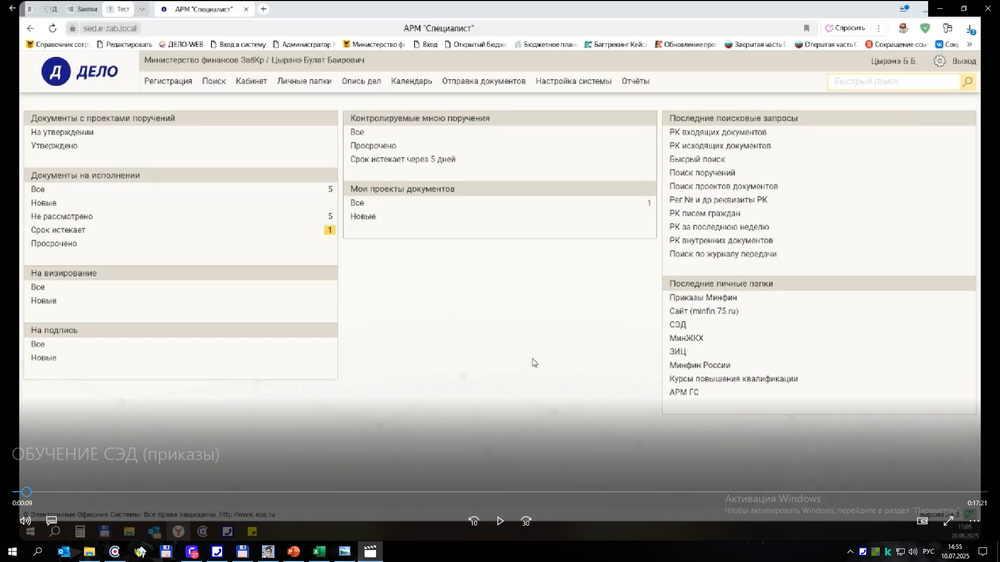 8
КД
18 Закпки
1 Тест
АРМ "Специалист"
sed.e-zab.local
АРМ "Специалист"
Спросить
2
Справочник сотр
Редактировать
ДЕЛО-WEB
Вход в систему
Администратор
Министерство ф
Вход
Открытый бюдже
Бюджетное план
Багтрекинг Кейс
Обновление про
Закрытая часть С
Открытая часть С
Сокращение ссы
Сок
»
Д ДЕЛО
Министерство финансов ЗабКр / Цырэнэ Булат Баирович
Цырэнэ Б.Б.
Выход
Регистрация
Поиск
Кабинет
Личные папки
Опись дел
Календарь
Отправка документов
Настройка системы
Отчёты
Быстрый поиск
Документы с проектами поручений
На утверждении
Утверждено
Документы на исполнении
Все 5
Новые
Не рассмотрено 5
Срок истекает 1
Просрочено
На визирование
Все
Новые
На подпись
Все
Новые
Контролируемые мною поручения
Все
Просрочено
Срок истекает через 5 дней
Мои проекты документов
Все 1
Новые
Последние поисковые запросы
РК входящих документов
РК исходящих документов
Бысрый поиск
Поиск поручений
Поиск проектов документов
Рег.№ и др.реквизиты РК
РК писем граждан
РК за последнюю неделю
РК внутренних документов
Поиск по журналу передачи
Последние личные папки
Приказы Минфин
Сайт (minfin.75.ru)
СЭД
МинЖКХ
ЗИЦ
Минфин России
Курсы повышения квалификации
АРМ ГС
ОБУЧЕНИЕ СЭД (приказы)
0:00:09
0:17:21
Активация Windows
Чтобы активировать Windows, перейдите в раздел "Параметры".
© Электронные Офисные Системы. Все права защищены, http://www.eos.ru
10
30
11:05
20.06.2025
27
РУС
14:55
10.07.2025